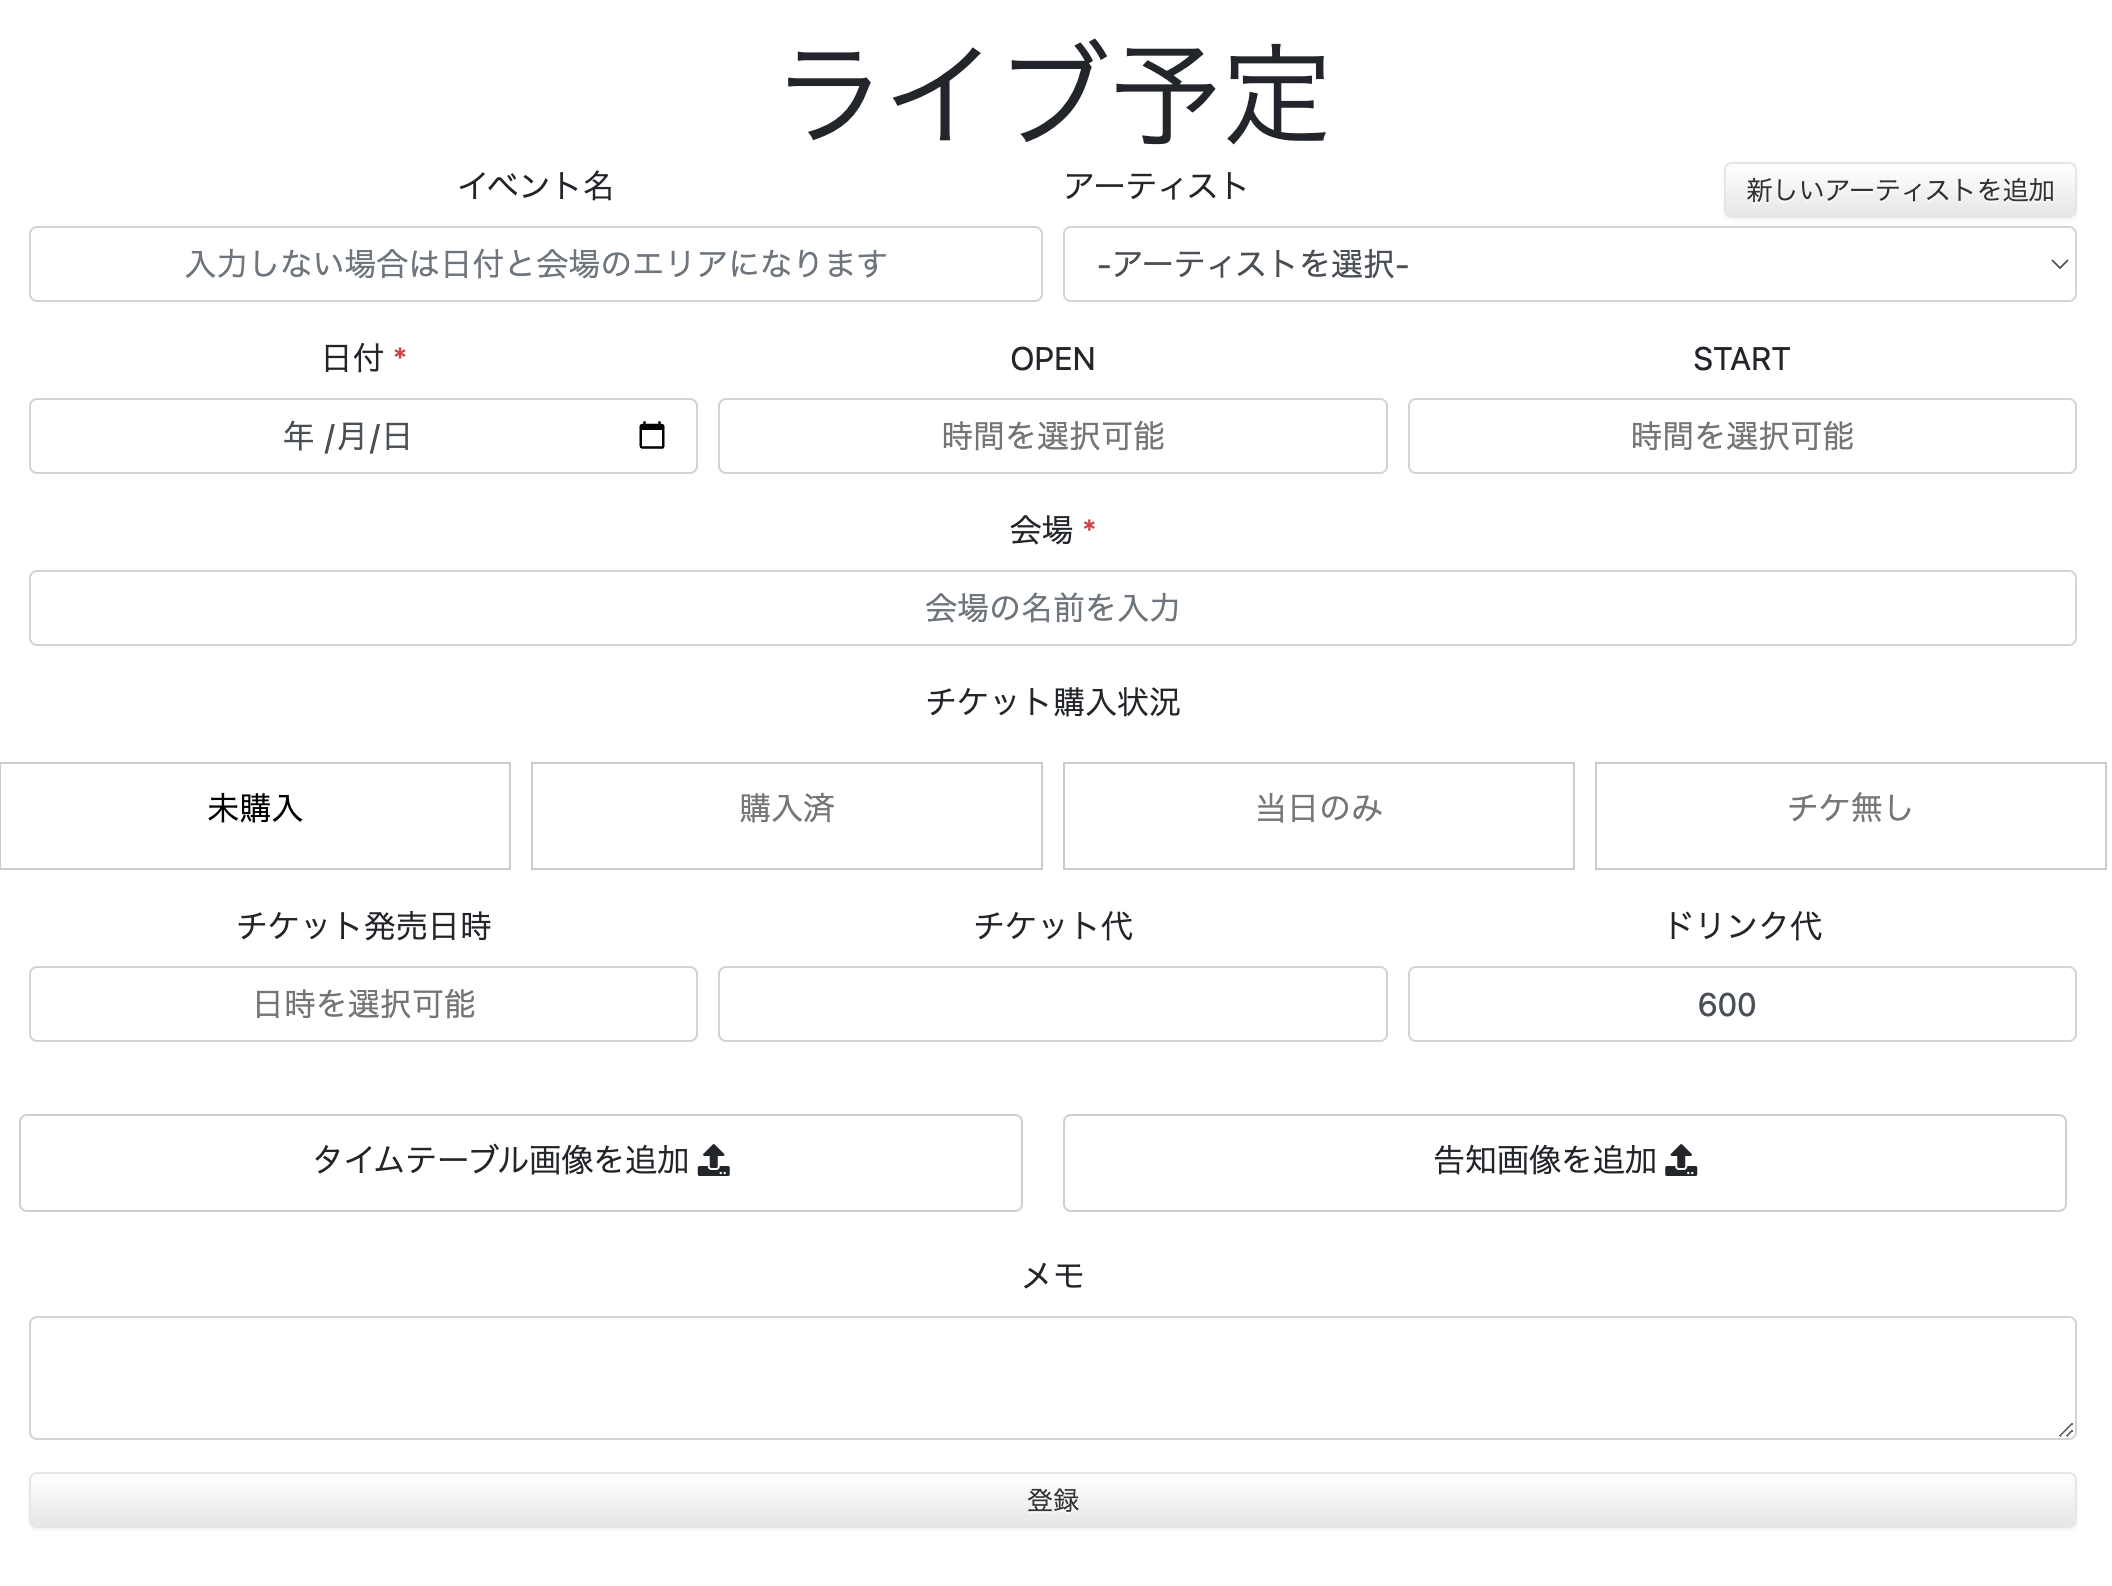 ライブ予定
イベント名
アーティスト
新しいアーティストを追加
入力しない場合は日付と会場のエリアになります
-アーティストを選択-
日付 *
OPEN
START
年 /月/日
時間を選択可能
時間を選択可能
会場 *
会場の名前を入力
チケット購入状況
未購入
購入済
当日のみ
チケ無し
チケット発売日時
チケット代
ドリンク代
日時を選択可能
600
タイムテーブル画像を追加
告知画像を追加
メモ
登録